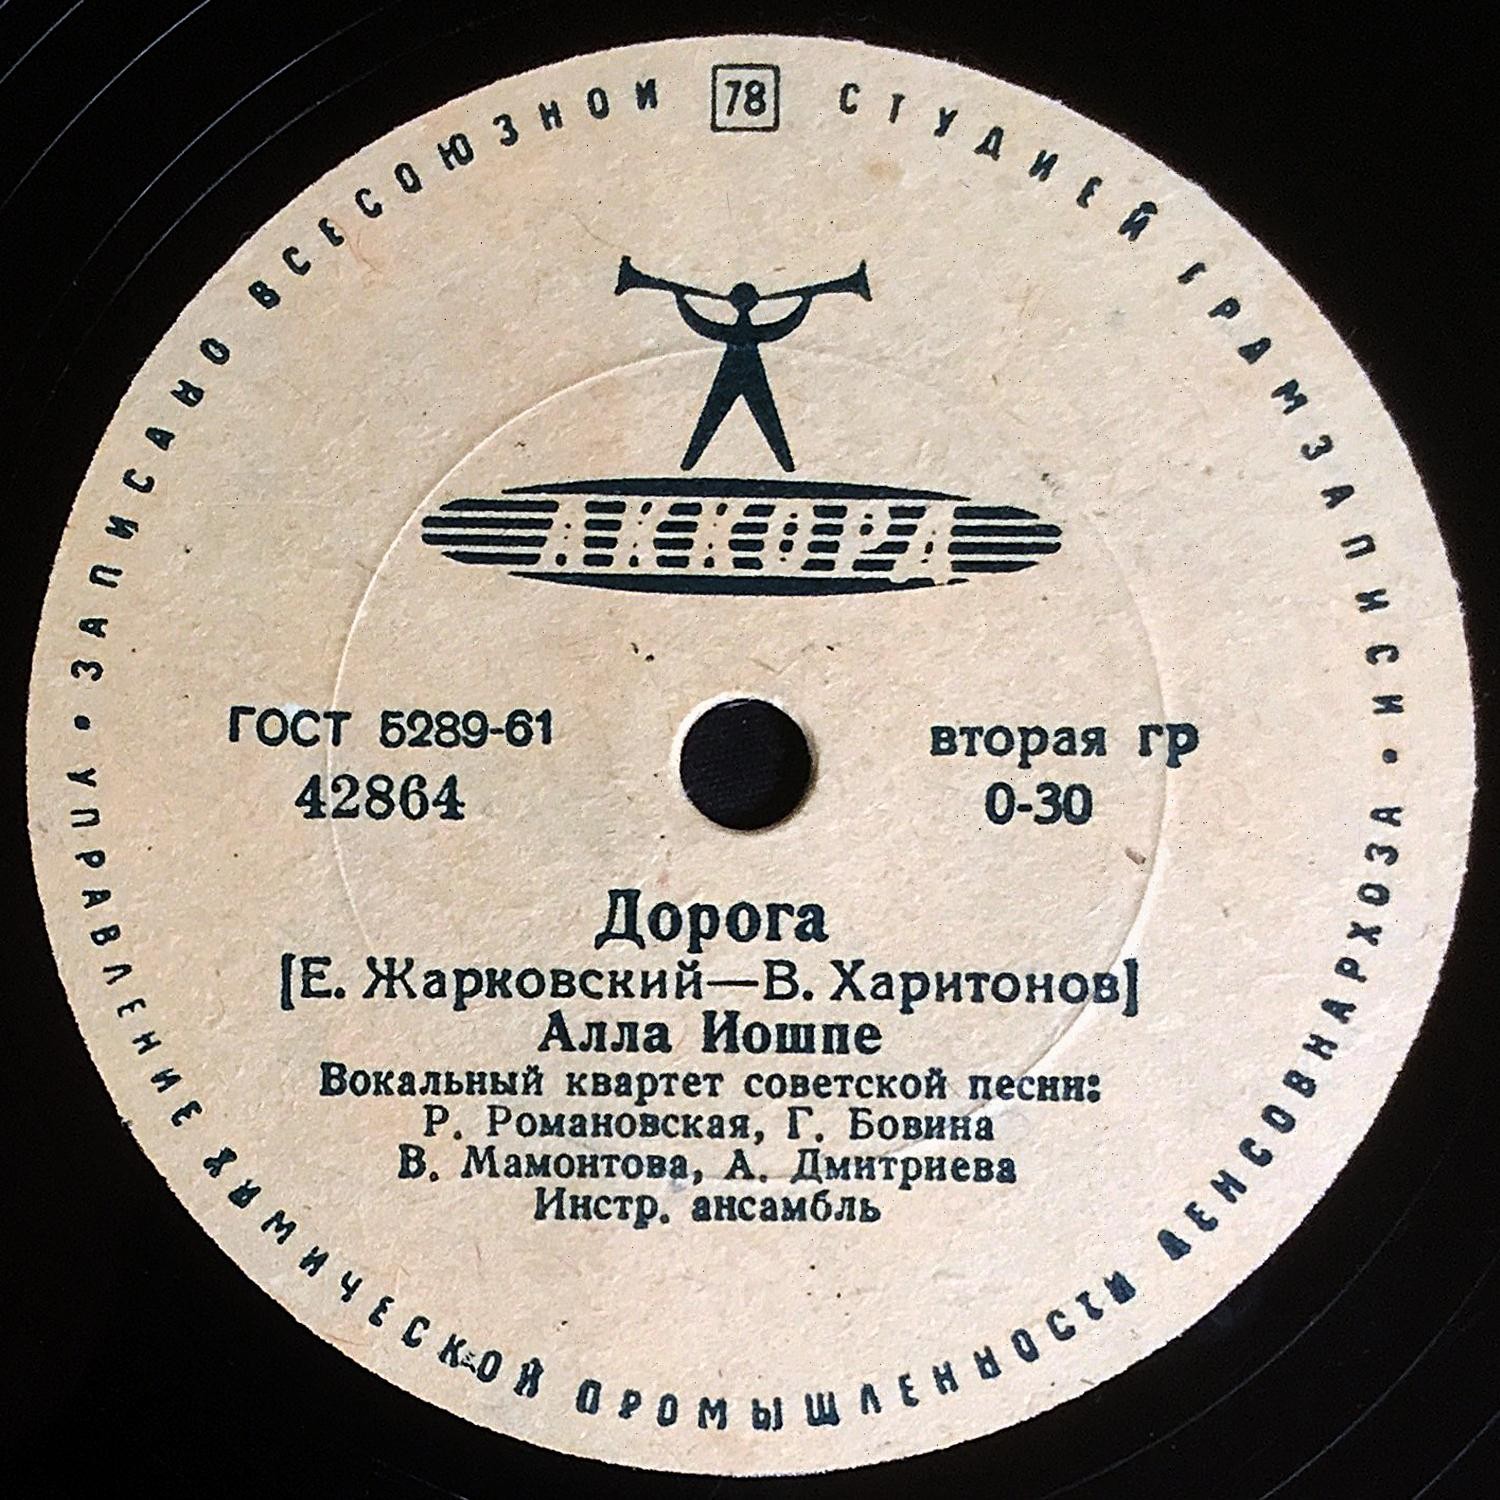 ЗАПИСАНО ВСЕСОЮЗНОЙ 78 СТУДИЕЙ ГРАМЗАПИСИ •
АККОРД
ГОСТ 5289-61
42864
вторая гр
0-30
Дорога
[Е. Жарковский—В. Харитонов]
Алла Иошпе
Вокальный квартет советской песни:
Р. Романовская, Г. Бовина
В. Мамонтова, А. Дмитриева
Инстр. ансамбль
УПРАВЛЕНИЕ ХИМИЧЕСКОЙ ПРОМЫШЛЕННОСТИ ЛЕНСОВНАРХОЗА •